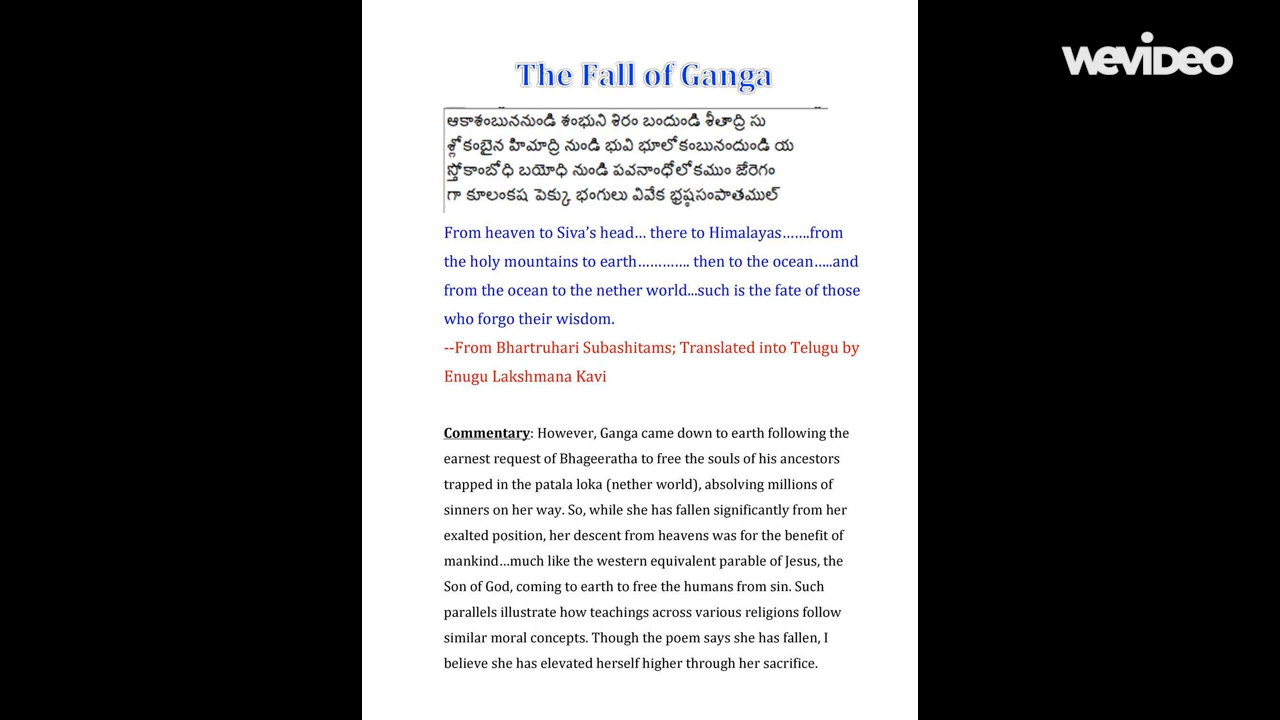 WEVIDEO
The Fall of Ganga
ఆకాశంబుననుండి శంభుని శిరం బందుండి శీతాద్రి సు
శ్లోకంబైన హిమాద్రి నుండి భువి భూలోకంబునందుండి య
స్తోకాంబోధి బయోధి నుండి పవనాంధోలోకముం జేరెగం
గా కూలంకష పెక్కు భంగులు వివేక భ్రష్ఠసంపాతముల్
From heaven to Siva's head... there to Himalayas.......from
the holy mountains to earth............. then to the ocean.....and
from the ocean to the nether world...such is the fate of those
who forgo their wisdom.
--From Bhartruhari Subashitams; Translated into Telugu by
Enugu Lakshmana Kavi
Commentary: However, Ganga came down to earth following the
earnest request of Bhageeratha to free the souls of his ancestors
trapped in the patala loka (nether world), absolving millions of
sinners on her way. So, while she has fallen significantly from her
exalted position, her descent from heavens was for the benefit of
mankind...much like the western equivalent parable of Jesus, the
Son of God, coming to earth to free the humans from sin. Such
parallels illustrate how teachings across various religions follow
similar moral concepts. Though the poem says she has fallen, I
believe she has elevated herself higher through her sacrifice.